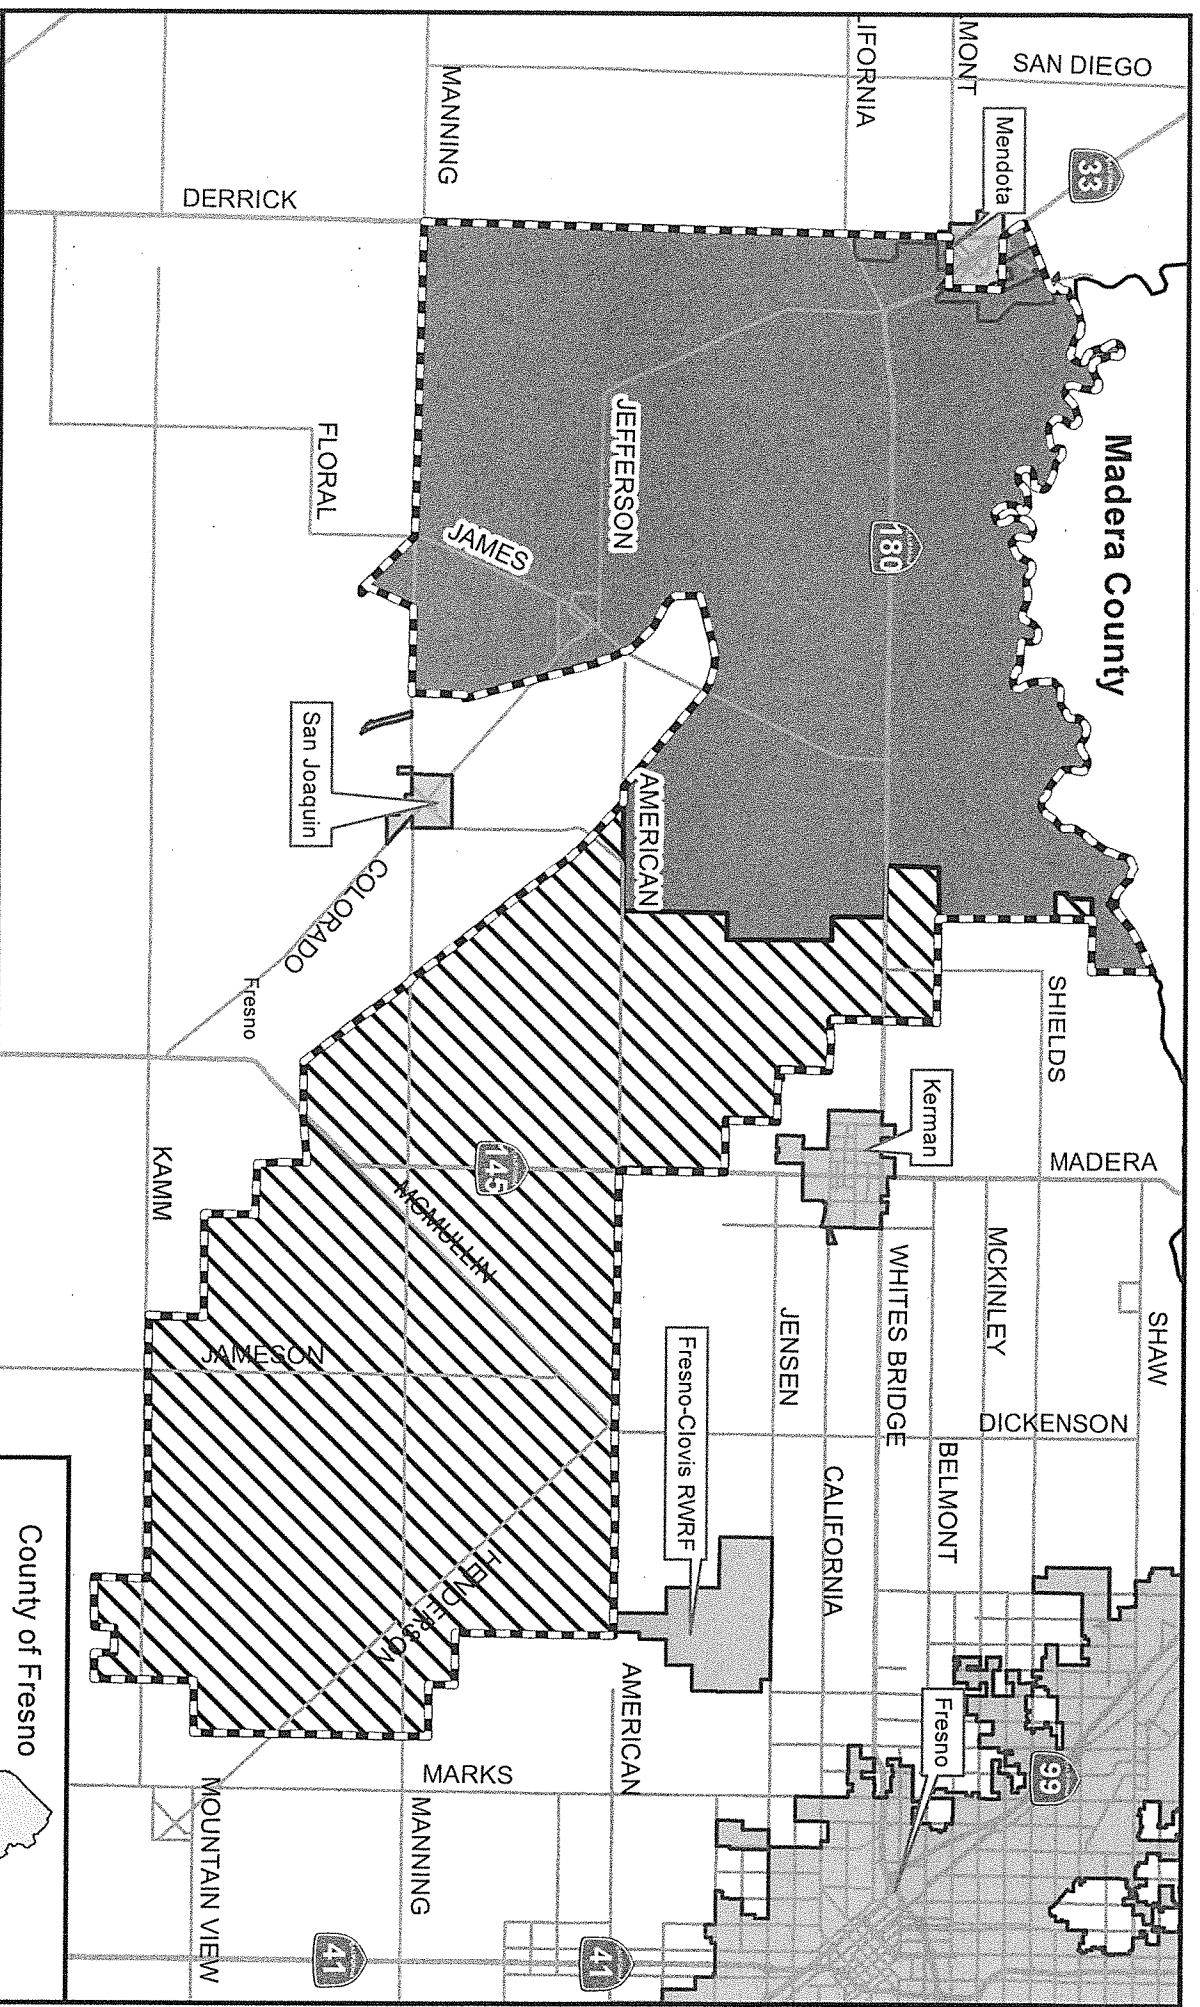 Madera County
SAN DIEGO
MONT
IFORNIA
MANNING
33
Mendota
DERRICK
FLORAL
JAMES
JEFFERSON
180
San Joaquin
AMERICAN
COLORADO
Fresno
SHIELDS
Kerman
MADERA
KAMM
145
MCMULLIN
JAMESON
MCKINLEY
WHITES BRIDGE
SHAW
JENSEN
DICKENSON
Fresno-Clovis RWRF
BELMONT
CALIFORNIA
HENDERSON
AMERICAN
Fresno
99
MARKS
MANNING
MOUNTAIN VIEW
41
41
County of Fresno